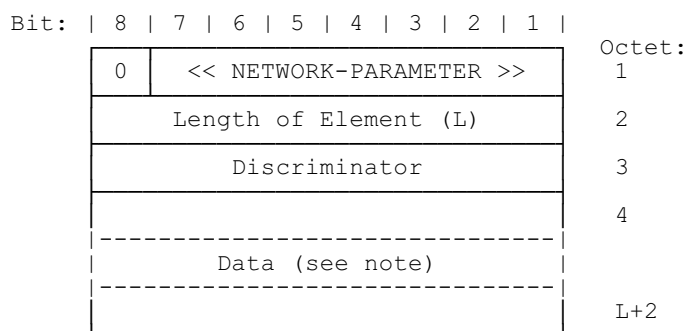 Bit: | 8 | 7 | 6 | 5 | 4 | 3 | 2 | 1 |
Octet:
0 << NETWORK-PARAMETER >> 1
Length of Element (L) 2
Discriminator 3
4
Data (see note)
L+2